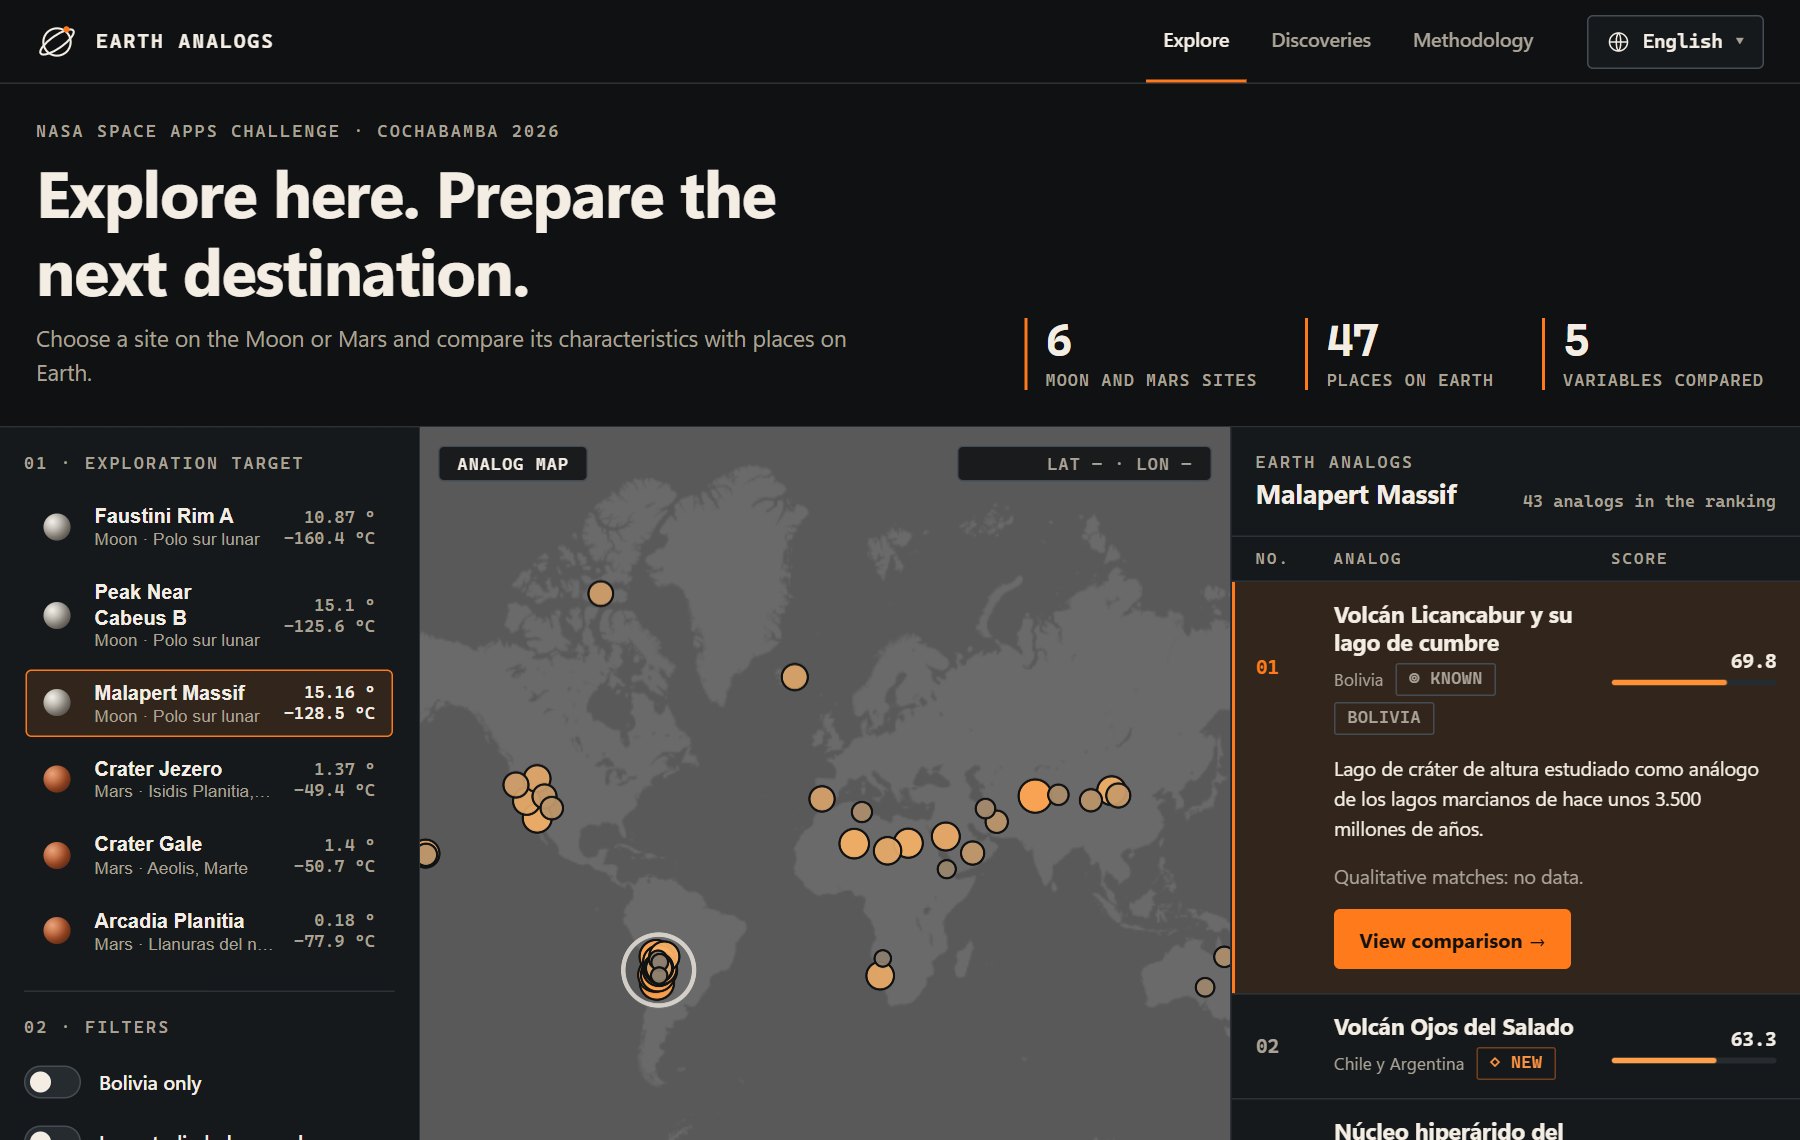 EARTH ANALOGS
Explore
Discoveries
Methodology
English
NASA SPACE APPS CHALLENGE · COCHABAMBA 2026
Explore here. Prepare the
next destination.
Choose a site on the Moon or Mars and compare its characteristics with places on
Earth.
6
MOON AND MARS SITES
47
PLACES ON EARTH
5
VARIABLES COMPARED
01 · EXPLORATION TARGET
Faustini Rim A
Moon · Polo sur lunar
10.87 °
−160.4 °C
Peak Near
Cabeus B
Moon · Polo sur lunar
15.1 °
−125.6 °C
Malapert Massif
Moon · Polo sur lunar
15.16 °
−128.5 °C
Crater Jezero
Mars · Isidis Planitia,...
1.37 °
−49.4 °C
Crater Gale
Mars · Aeolis, Marte
1.4 °
−50.7 °C
Arcadia Planitia
Mars · Llanuras del n...
0.18 °
−77.9 °C
02 · FILTERS
Bolivia only
ANALOG MAP
LAT — · LON —
EARTH ANALOGS
Malapert Massif
43 analogs in the ranking
NO.
ANALOG
SCORE
01
Volcán Licancabur y su
lago de cumbre
Bolivia
◎ KNOWN
BOLIVIA
69.8
Lago de cráter de altura estudiado como análogo
de los lagos marcianos de hace unos 3.500
millones de años.
Qualitative matches: no data.
View comparison →
02
Volcán Ojos del Salado
Chile y Argentina
◇ NEW
63.3
Núcleo hiperárido del